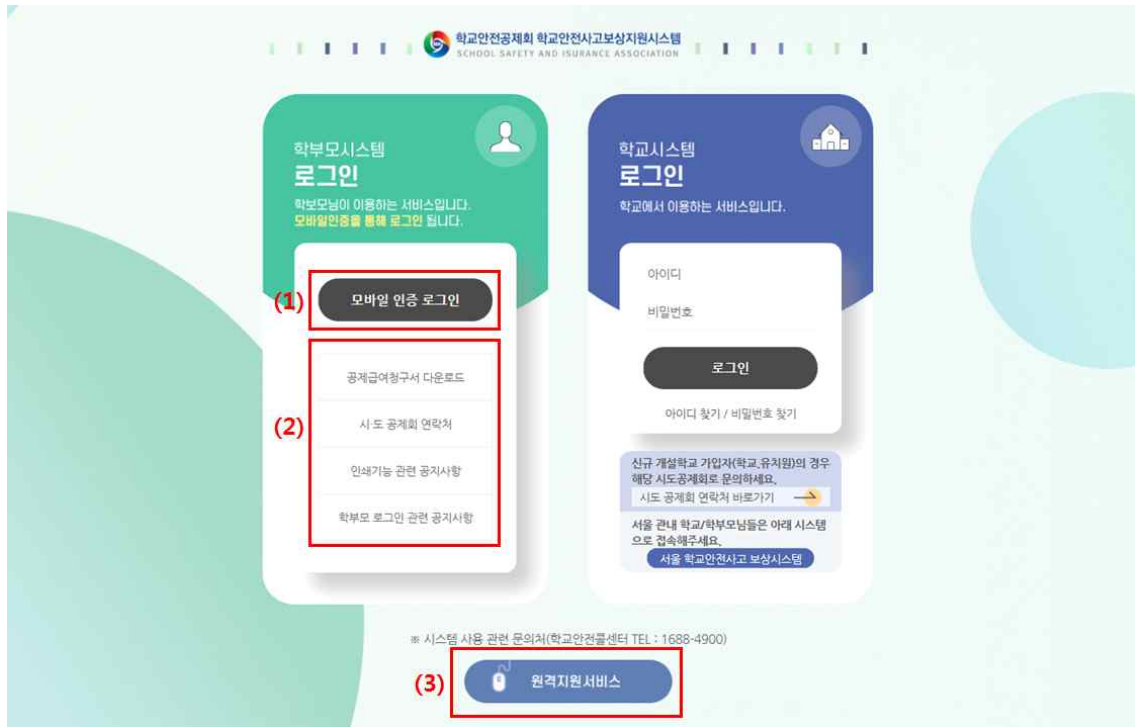 학교안전공제회 학교안전사고보상지원시스템
SCHOOL SAFETY AND ISURANCE ASSOCIATION
학부모시스템
로그인
학보모님이 이용하는 서비스입니다.
모바일인증을 통해 로그인 됩니다.
(1)
모바일 인증 로그인
(2)
공제급여청구서 다운로드
시·도 공제회 연락처
인쇄기능 관련 공지사항
학부모 로그인 관련 공지사항
학교시스템
로그인
학교에서 이용하는 서비스입니다.
아이디
비밀번호
로그인
아이디 찾기 / 비밀번호 찾기
신규 개설학교 가입자(학교,유치원)의 경우
해당 시도공제회로 문의하세요.
시도 공제회 연락처 바로가기
서울 관내 학교/학부모님들은 아래 시스템
으로 접속해주세요.
서울 학교안전사고 보상시스템
※ 시스템 사용 관련 문의처(학교안전콜센터 TEL : 1688-4900)
(3)
원격지원서비스